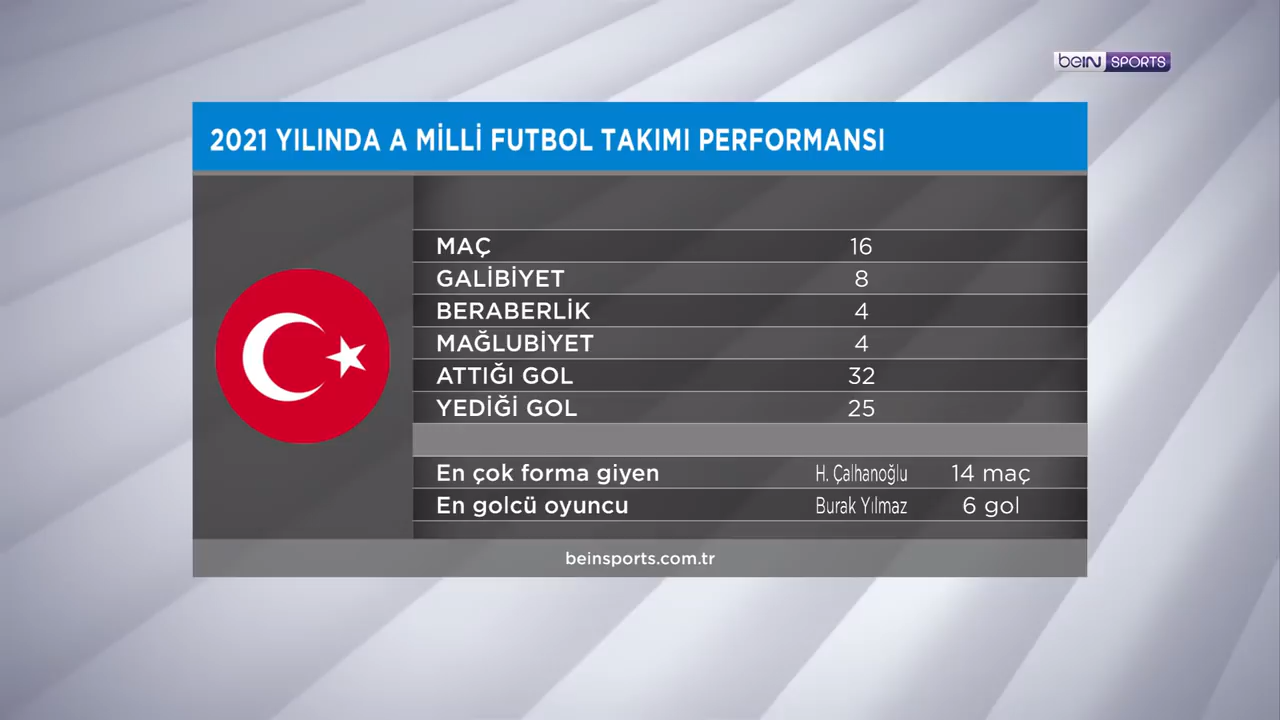 beIN SPORTS
2021 YILINDA A MİLLİ FUTBOL TAKIMI PERFORMANSI
MAÇ 16
GALİBİYET 8
BERABERLİK 4
MAĞLUBİYET 4
ATTIĞI GOL 32
YEDİĞİ GOL 25
En çok forma giyen H. Çalhanoğlu 14 maç
En golcü oyuncu Burak Yılmaz 6 gol
beinsports.com.tr